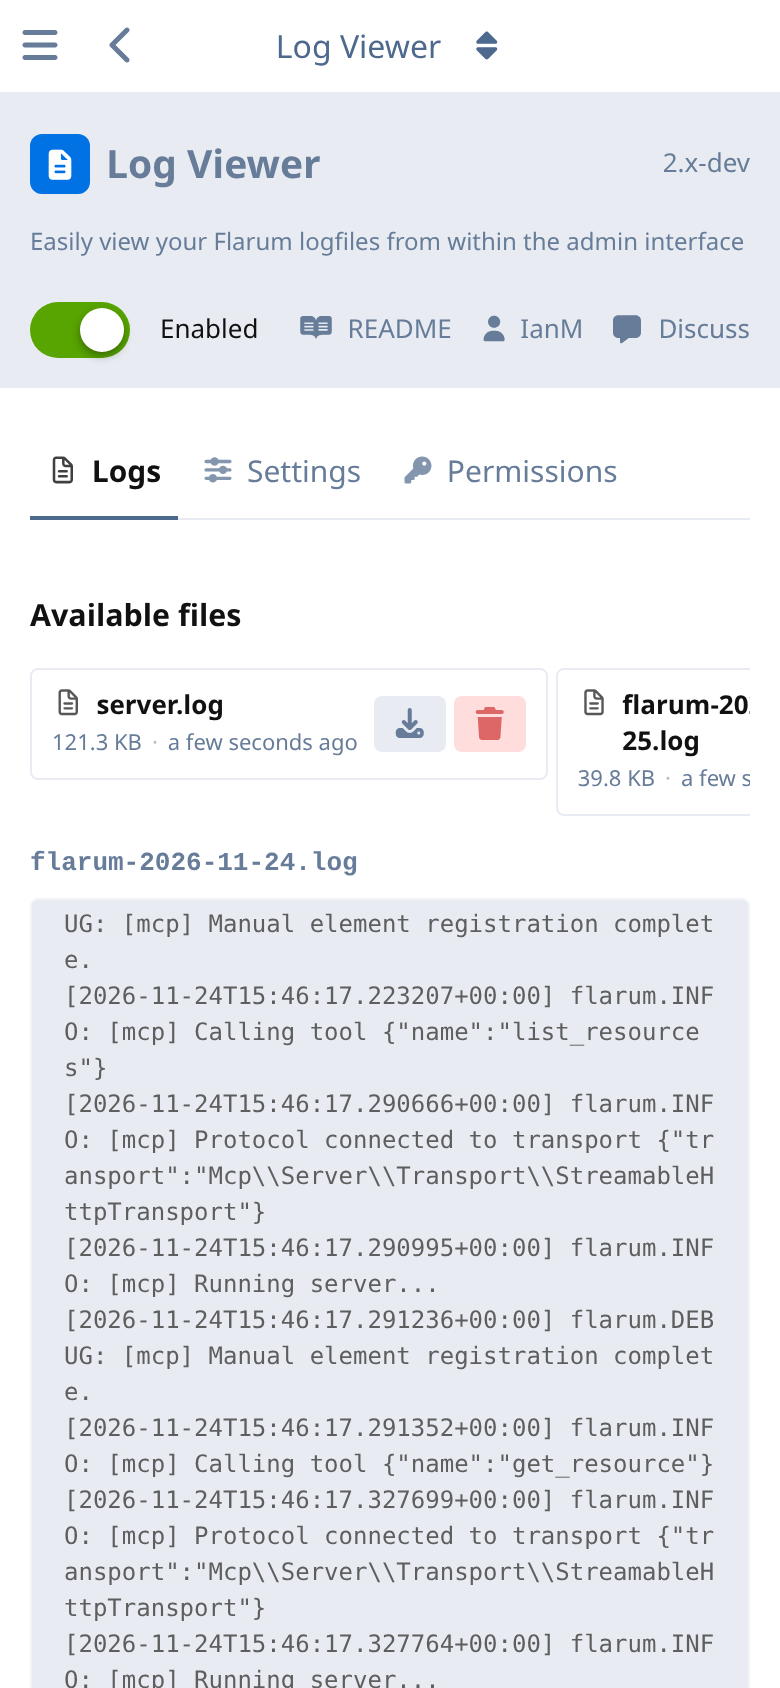 Log Viewer
Log Viewer
2.x-dev
Easily view your Flarum logfiles from within the admin interface
Enabled
README
IanM
Discuss
Logs
Settings
Permissions
Available files
server.log
121.3 KB · a few seconds ago
flarum-20
25.log
39.8 KB · a few s
flarum-2026-11-24.log
UG: [mcp] Manual element registration complet
e.
[2026-11-24T15:46:17.223207+00:00] flarum.INF
O: [mcp] Calling tool {"name":"list_resource
s"}
[2026-11-24T15:46:17.290666+00:00] flarum.INF
O: [mcp] Protocol connected to transport {"tr
ansport":"Mcp\\Server\\Transport\\StreamableH
ttpTransport"}
[2026-11-24T15:46:17.290995+00:00] flarum.INF
O: [mcp] Running server...
[2026-11-24T15:46:17.291236+00:00] flarum.DEB
UG: [mcp] Manual element registration complet
e.
[2026-11-24T15:46:17.291352+00:00] flarum.INF
O: [mcp] Calling tool {"name":"get_resource"}
[2026-11-24T15:46:17.327699+00:00] flarum.INF
O: [mcp] Protocol connected to transport {"tr
ansport":"Mcp\\Server\\Transport\\StreamableH
ttpTransport"}
[2026-11-24T15:46:17.327764+00:00] flarum.INF
O: [mcp] Running server...